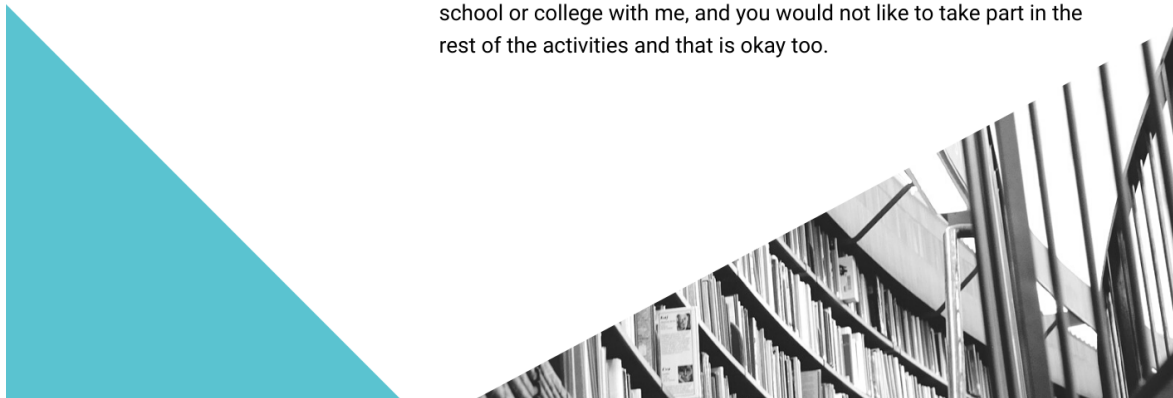 school or college with me, and you would not like to take part in the
rest of the activities and that is okay too.